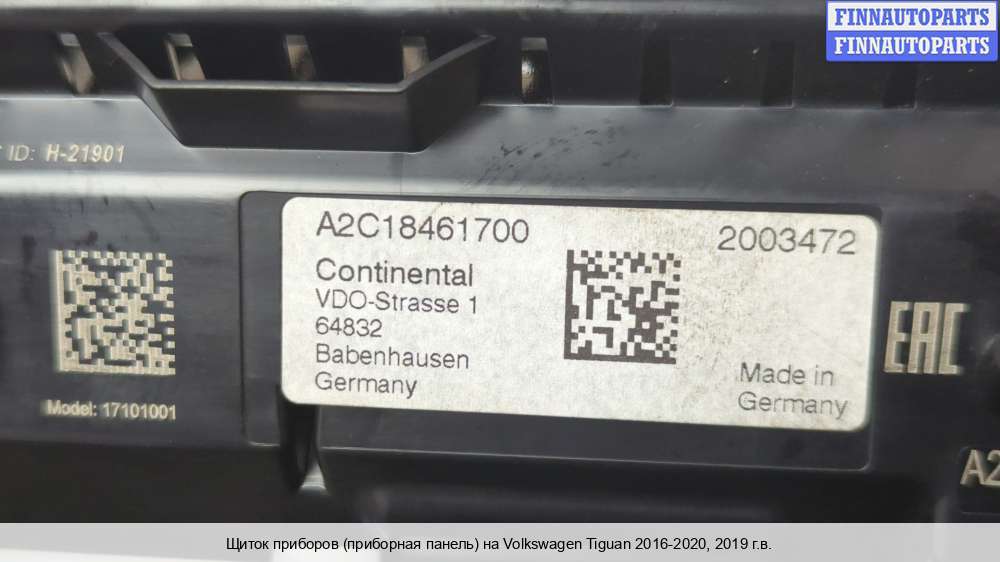 FINNAUTOPARTS
FINNAUTOPARTS
ID: H-21901
A2C18461700
2003472
Continental
VDO-Strasse 1
64832
Babenhausen
Germany
Made in
Germany
EAC
Model: 17101001
A2
Щиток приборов (приборная панель) на Volkswagen Tiguan 2016-2020, 2019 г.в.